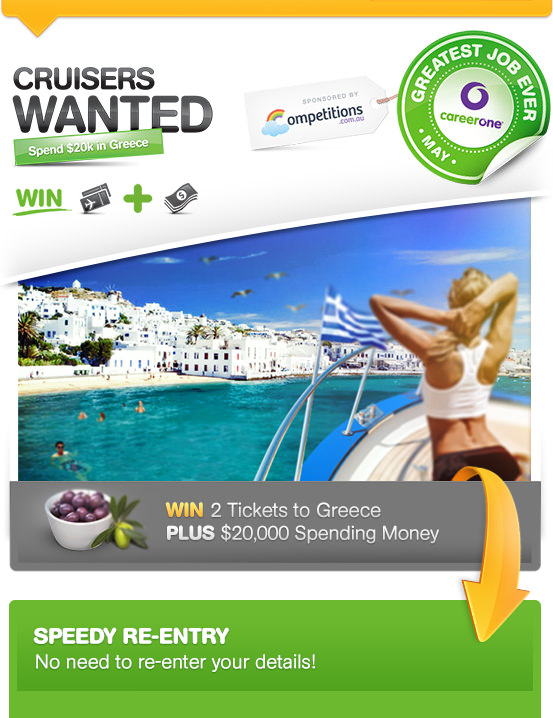 CRUISERS
WANTED
Spend $20k in Greece
WIN
SPONSORED BY
ompetitions
.com.au
GREATEST JOB EVER
careerone
• MAY •
WIN 2 Tickets to Greece
PLUS $20,000 Spending Money
SPEEDY RE-ENTRY
No need to re-enter your details!